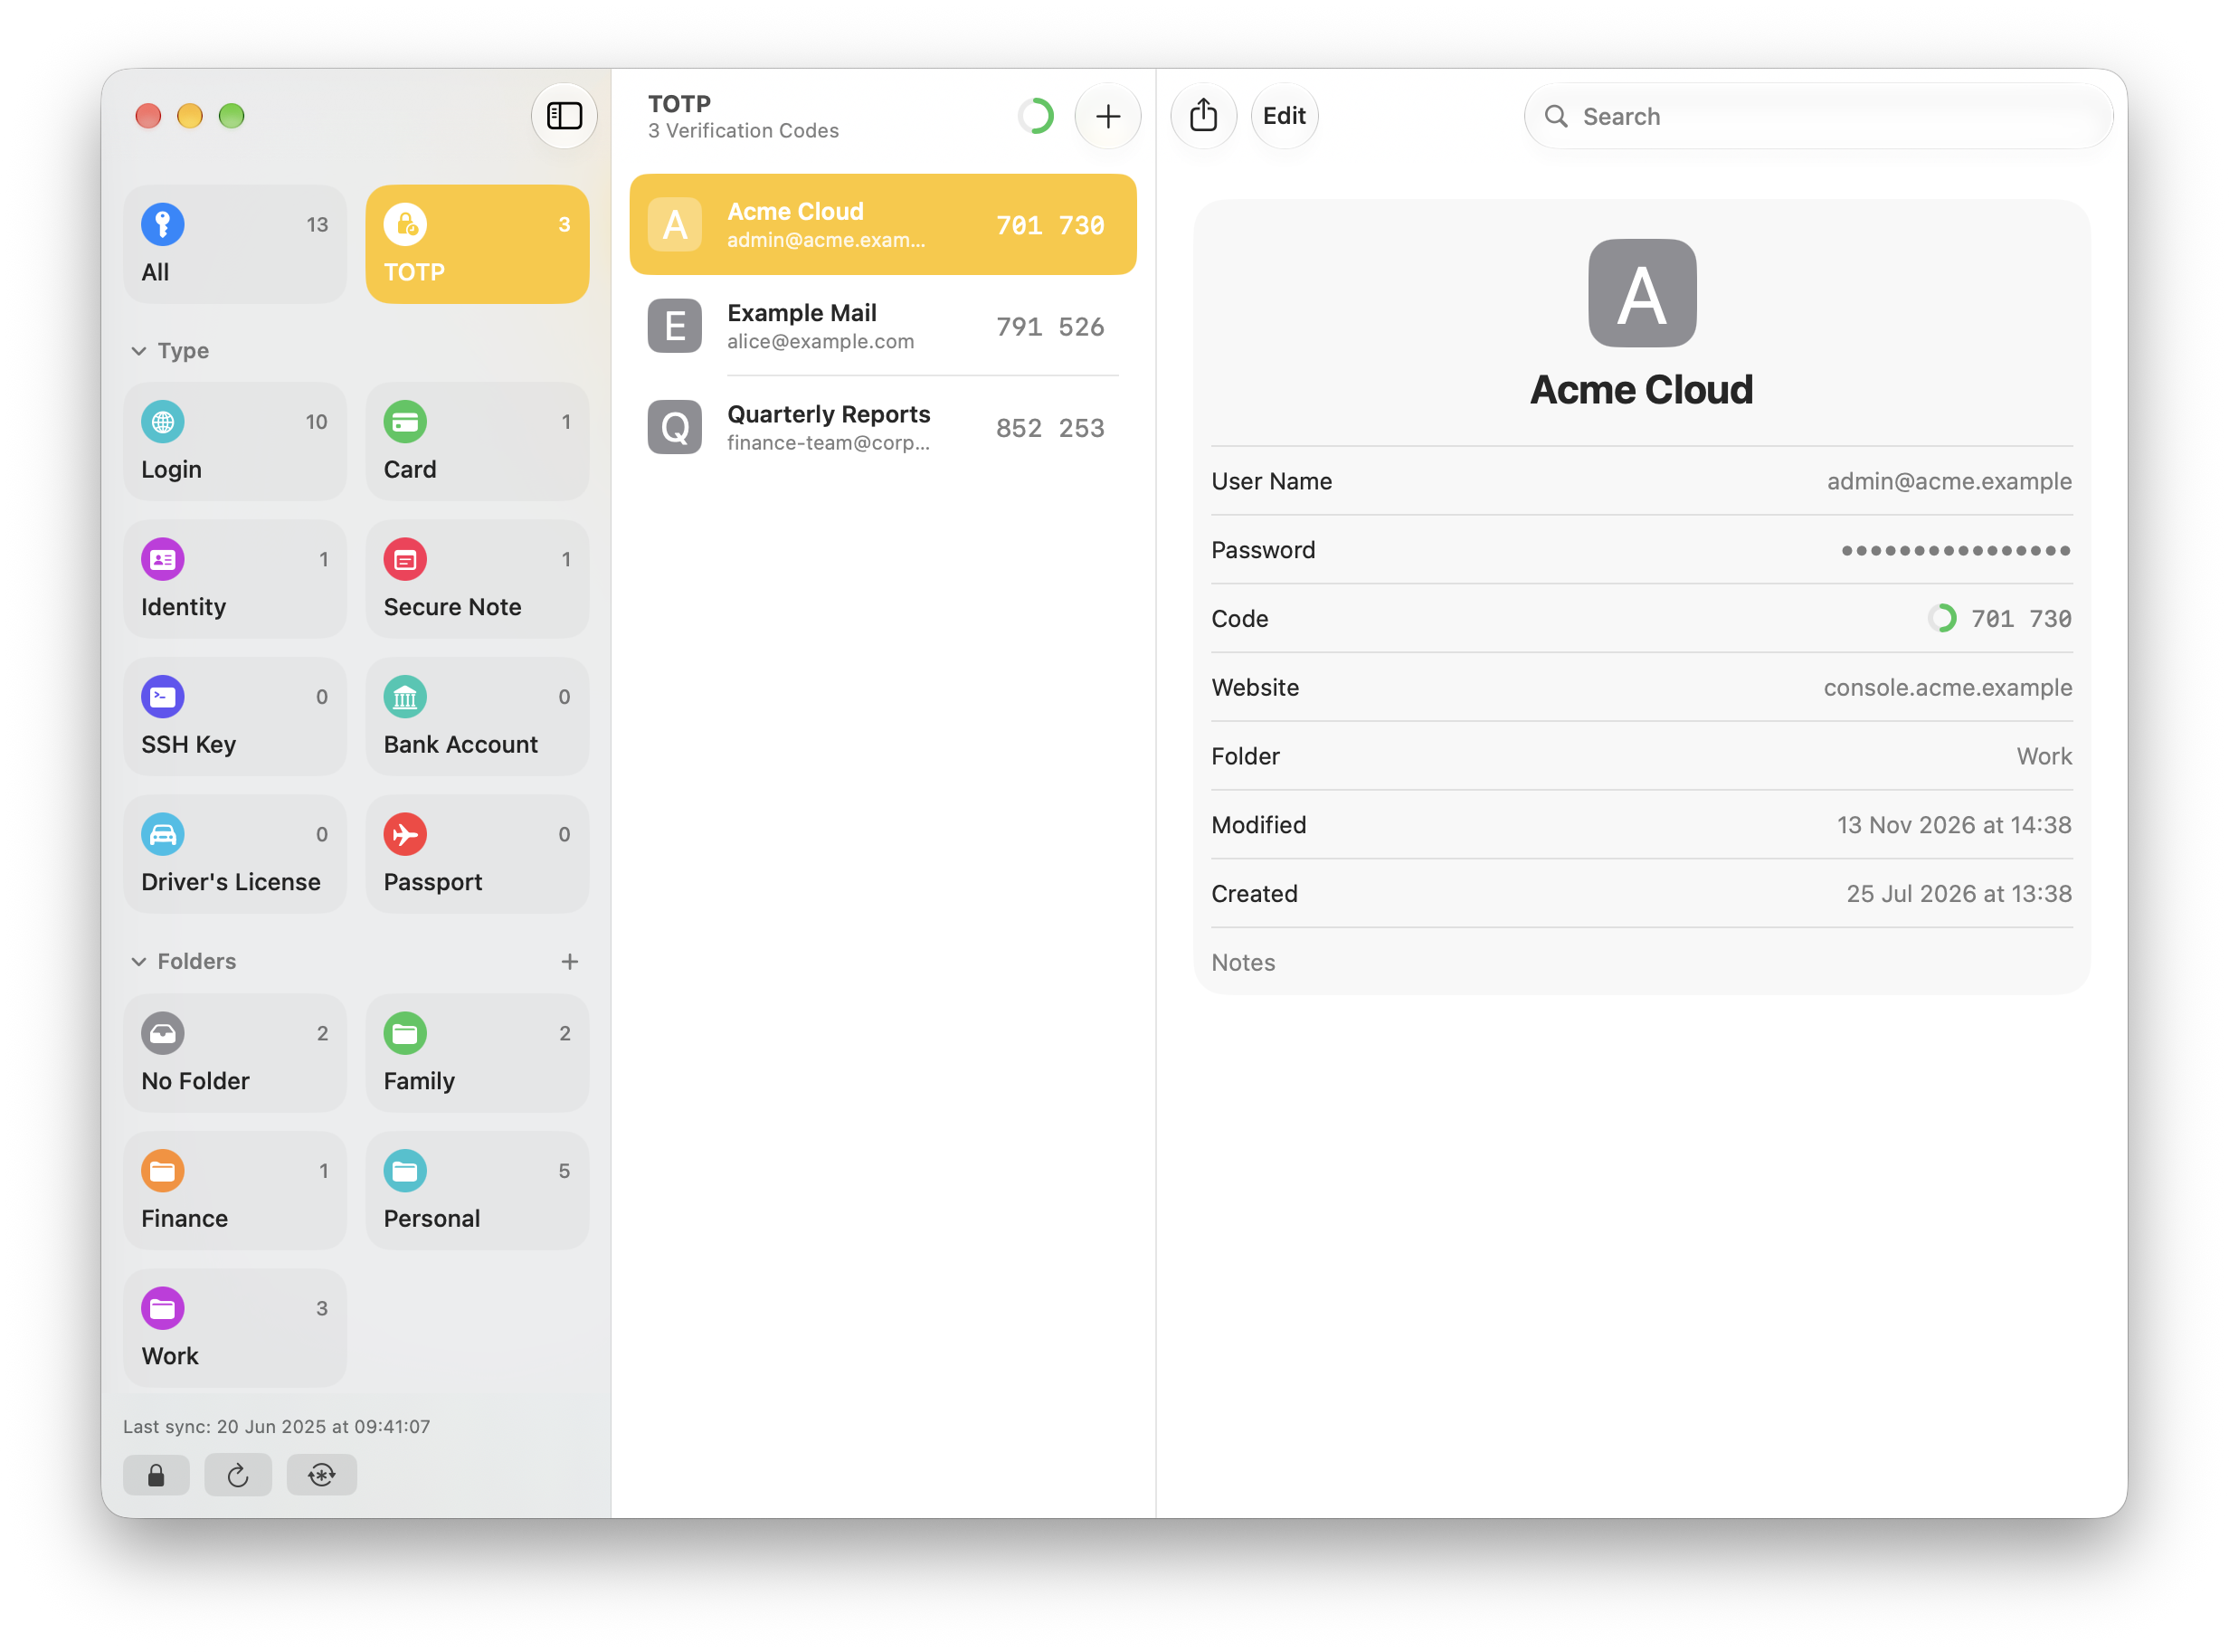 13
All
3
TOTP
Type
10
Login
1
Card
1
Identity
1
Secure Note
0
SSH Key
0
Bank Account
0
Driver's License
0
Passport
Folders
2
No Folder
2
Family
1
Finance
5
Personal
3
Work
Last sync: 20 Jun 2025 at 09:41:07
TOTP
3 Verification Codes
A
Acme Cloud
admin@acme.exam...
701 730
E
Example Mail
alice@example.com
791 526
Q
Quarterly Reports
finance-team@corp...
852 253
Edit
Search
A
Acme Cloud
User Name admin@acme.example
Password ••••••••••••••••
Code 701 730
Website console.acme.example
Folder Work
Modified 13 Nov 2026 at 14:38
Created 25 Jul 2026 at 13:38
Notes